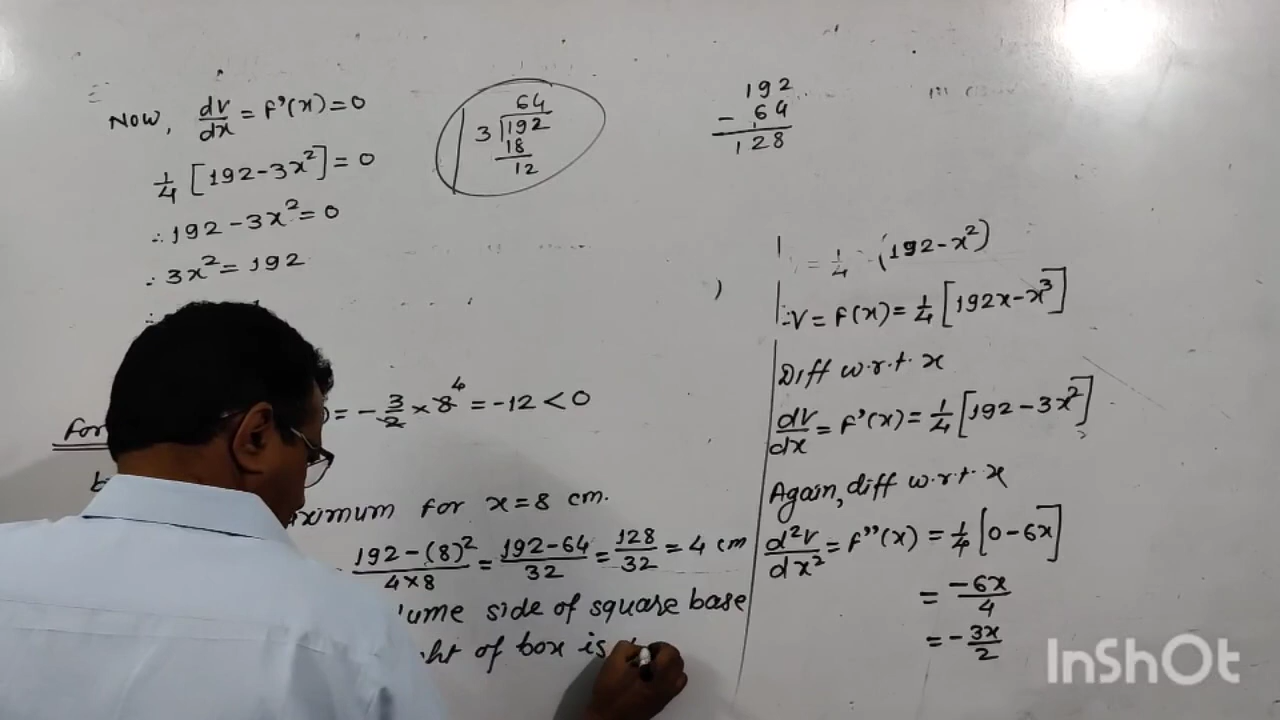 Now, dv/dx = f'(x) = 0
1/4 [192-3x²] = 0
∴ 192-3x² = 0
∴ 3x² = 192
64
3 192
18
12
192
- 64
128
= -3/2 × 8 4 = -12 < 0
For
ximum for x = 8 cm.
192-(8)²/4×8 = 192-64/32 = 128/32 = 4 cm
ume side of square base
ht of box is
= 1/4 (192-x²)
∴ V = f(x) = 1/4 [192x-x³]
Diff w.r.t. x
dv/dx = f'(x) = 1/4 [192-3x²]
Again, diff w.r.t. x
d²v/dx² = f''(x) = 1/4 [0-6x]
= -6x/4
= -3x/2
InShOt